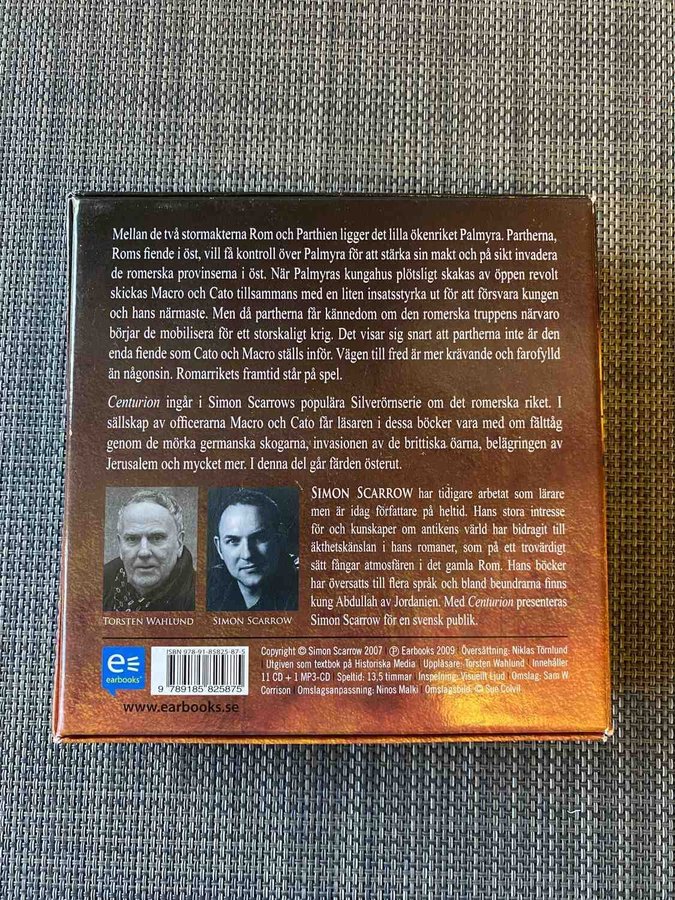 Mellan de två stormakterna Rom och Parthien ligger det lilla ökenriket Palmyra. Partherna,
Roms fiende i öst, vill få kontroll över Palmyra för att stärka sin makt och på sikt invadera
de romerska provinserna i öst. När Palmyras kungahus plötsligt skakas av öppen revolt
skickas Macro och Cato tillsammans med en liten insatsstyrka ut för att försvara kungen
och hans närmaste. Men då partherna får kännedom om den romerska truppens närvaro
börjar de mobilisera för ett storskaligt krig. Det visar sig snart att partherna inte är den
enda fiende som Cato och Macro ställs inför. Vägen till fred är mer krävande och farofylld
än någonsin. Romarrikets framtid står på spel.
Centurion ingår i Simon Scarrows populära Silverörnserie om det romerska riket. I
sällskap av officerarna Macro och Cato får läsaren i dessa böcker vara med om fälttåg
genom de mörka germanska skogarna, invasionen av de brittiska öarna, belägringen av
Jerusalem och mycket mer. I denna del går färden österut.
SIMON SCARROW har tidigare arbetat som lärare
men är idag författare på heltid. Hans stora intresse
för och kunskaper om antikens värld har bidragit till
äkthetskänslan i hans romaner, som på ett trovärdigt
sätt fångar atmosfären i det gamla Rom. Hans böcker
har översatts till flera språk och bland beundrarna finns
kung Abdullah av Jordanien. Med Centurion presenteras
Simon Scarrow för en svensk publik.
TORSTEN WAHLUND
SIMON SCARROW
e
earbooks
www.earbooks.se
ISBN 978-91-85825-87-5
9 789185 825875
Copyright © Simon Scarrow 2007 | ℗ Earbooks 2009 | Översättning: Niklas Törnlund
| Utgiven som textbok på Historiska Media | Uppläsare: Torsten Wahlund | Innehåller
11 CD + 1 MP3-CD | Speltid: 13,5 timmar | Inspelning: Visuellt Ljud | Omslag: Sam W
Corrison | Omslagsanpassning: Ninos Malki | Omslagsbild: © Sue Colvil